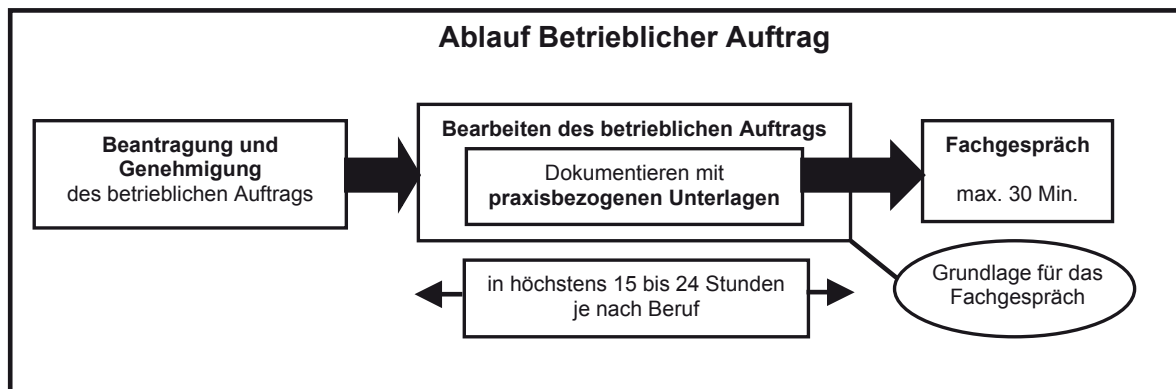 Ablauf Betrieblicher Auftrag
Beantragung und
Genehmigung
des betrieblichen Auftrags
Bearbeiten des betrieblichen Auftrags
Dokumentieren mit
praxisbezogenen Unterlagen
Fachgespräch
max. 30 Min.
in höchstens 15 bis 24 Stunden
je nach Beruf
Grundlage für das
Fachgespräch